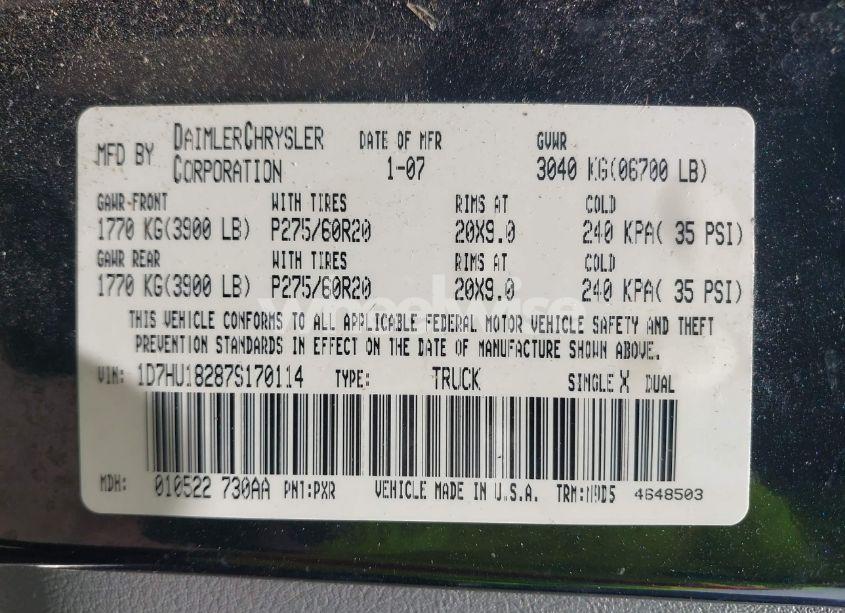 MFD BY DAIMLERCHRYSLER CORPORATION DATE OF MFR 1-07 GVWR 3040 KG(06700 LB)
GAWR-FRONT WITH TIRES RIMS AT COLD
1770 KG(3900 LB) P275/60R20 20X9.0 240 KPA( 35 PSI)
GAWR REAR WITH TIRES RIMS AT COLD
1770 KG(3900 LB) P275/60R20 20X9.0 240 KPA( 35 PSI)
THIS VEHICLE CONFORMS TO ALL APPLICABLE FEDERAL MOTOR VEHICLE SAFETY AND THEFT
PREVENTION STANDARDS IN EFFECT ON THE DATE OF MANUFACTURE SHOWN ABOVE.
VIN: 1D7HU18287S170114 TYPE: TRUCK SINGLE X DUAL
MDH: 010522 730AA PNT:PXR VEHICLE MADE IN U.S.A. TRM:M9D5 4648503